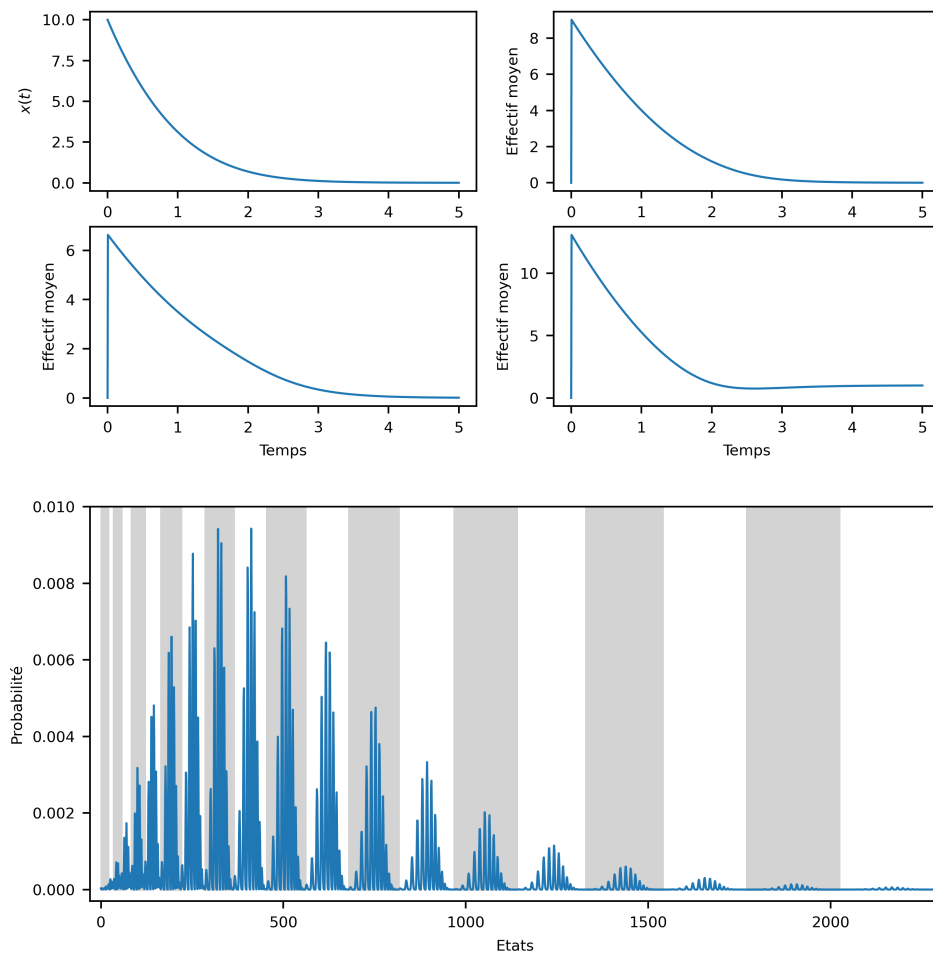 10.0
7.5
5.0
2.5
0.0
x(t)
0 1 2 3 4 5
8
6
4
2
0
Effectif moyen
0 1 2 3 4 5
6
4
2
0
Effectif moyen
0 1 2 3 4 5
Temps
10
5
0
Effectif moyen
0 1 2 3 4 5
Temps
0.010
0.008
0.006
0.004
0.002
0.000
Probabilité
0 500 1000 1500 2000
Etats